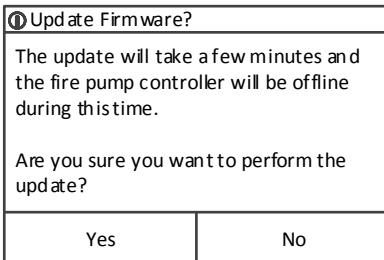 Update Firmware?
The update will take a few minutes and
the fire pump controller will be offline
during this time.
Are you sure you want to perform the
update?
Yes
No